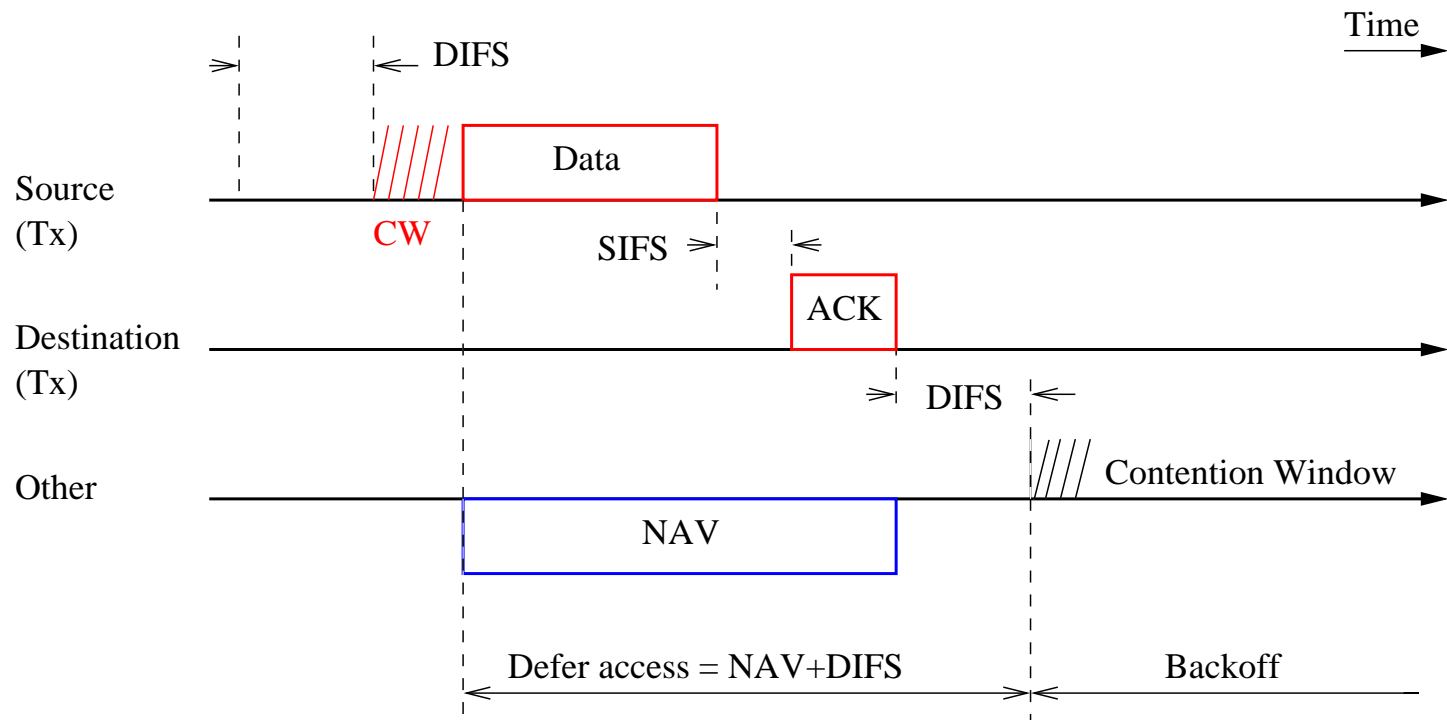 Time
DIFS
Data
Source
(Tx)
CW
SIFS
ACK
Destination
(Tx)
DIFS
Contention Window
Other
NAV
Defer access = NAV+DIFS
Backoff